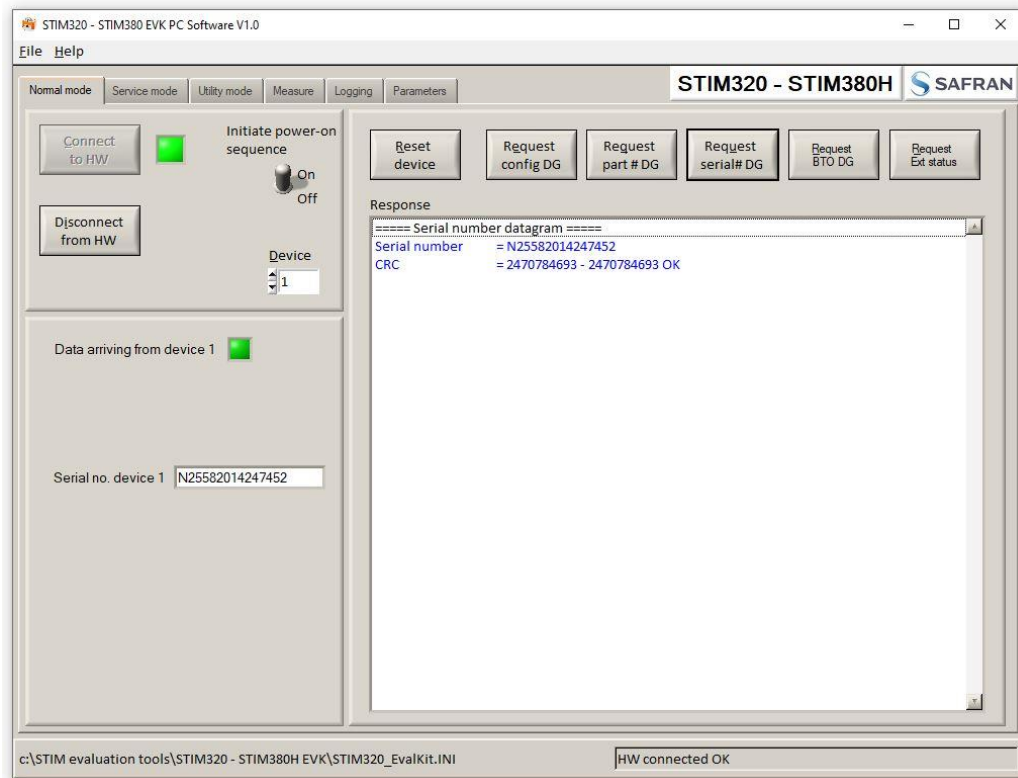 STIM320 - STIM380 EVK PC Software V1.0
File Help
Normal mode Service mode Utility mode Measure Logging Parameters
STIM320 - STIM380H SAFRAN
Connect
to HW
Initiate power-on
sequence
On
Off
Disconnect
from HW
Device
1
Reset
device
Request
config DG
Request
part # DG
Request
serial# DG
Request
BTO DG
Request
Ext status
Response
===== Serial number datagram =====
Serial number = N25582014247452
CRC = 2470784693 - 2470784693 OK
Data arriving from device 1
Serial no. device 1 N25582014247452
c:\STIM evaluation tools\STIM320 - STIM380H EVK\STIM320_EvalKit.INI
HW connected OK